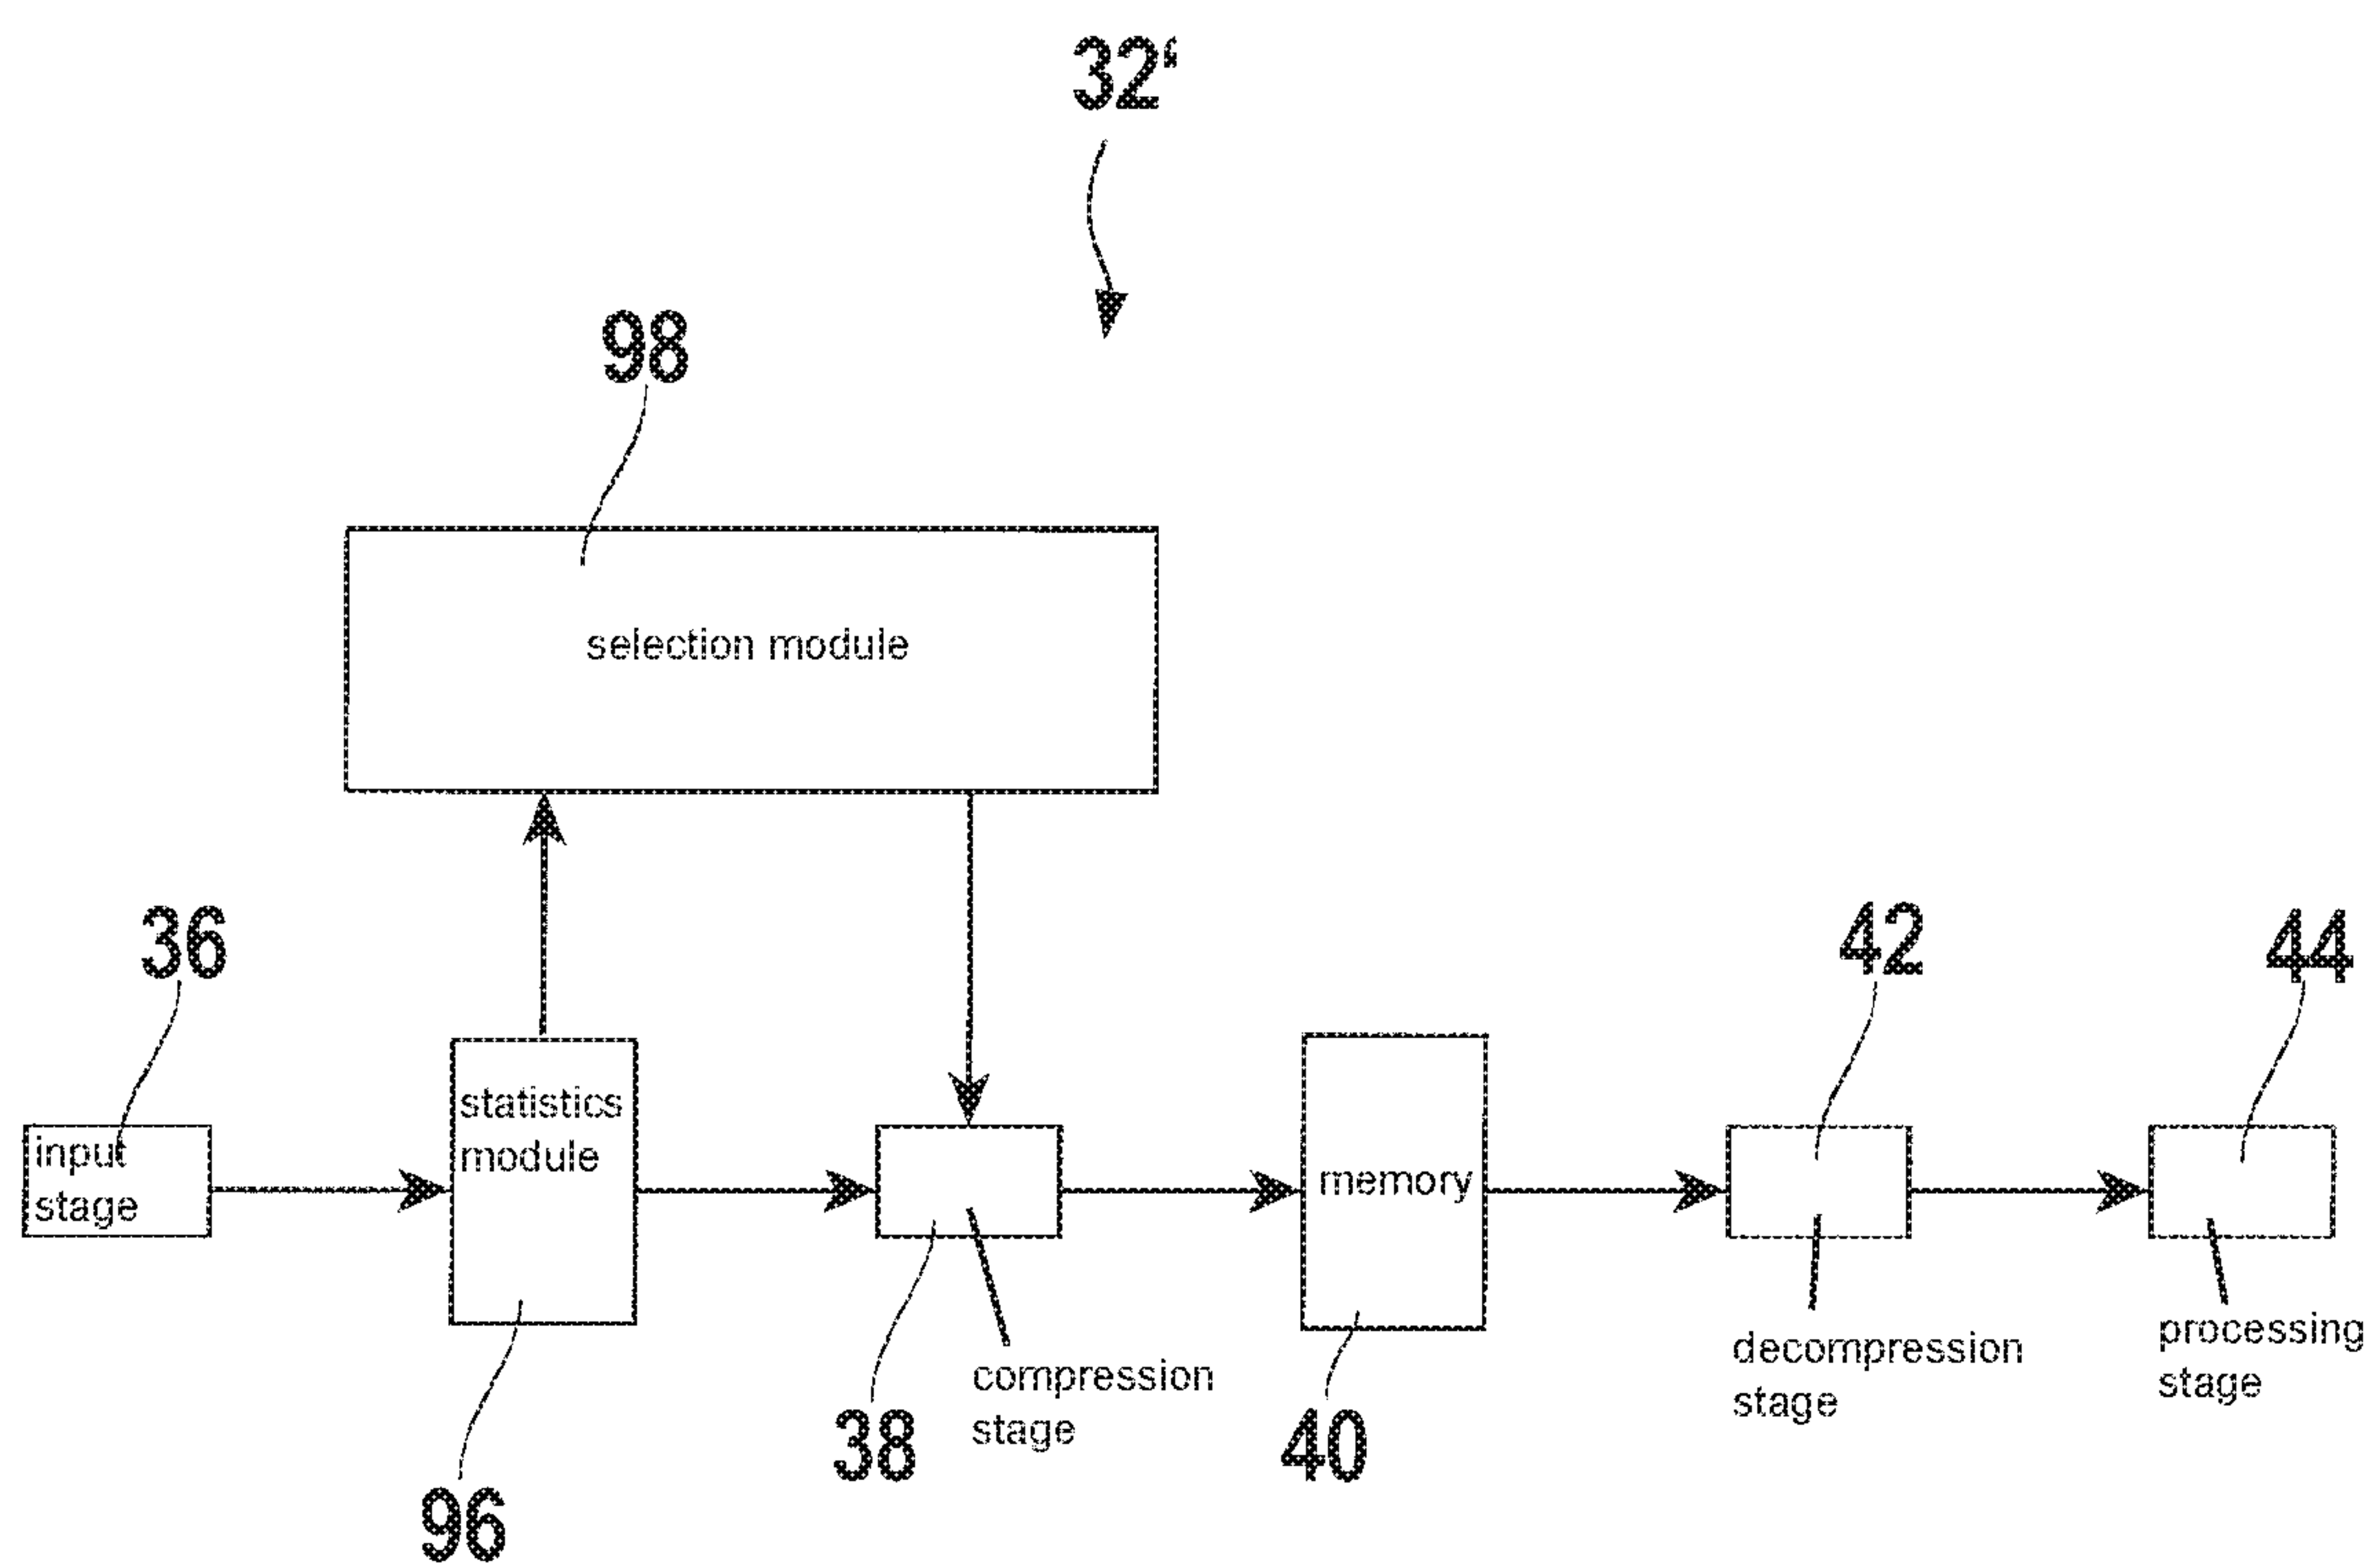 32‘
98
selection module
36
42
44
statistics
module
input
stage
memory
processing
stage
decompression
stage
compression
stage
38
40
96